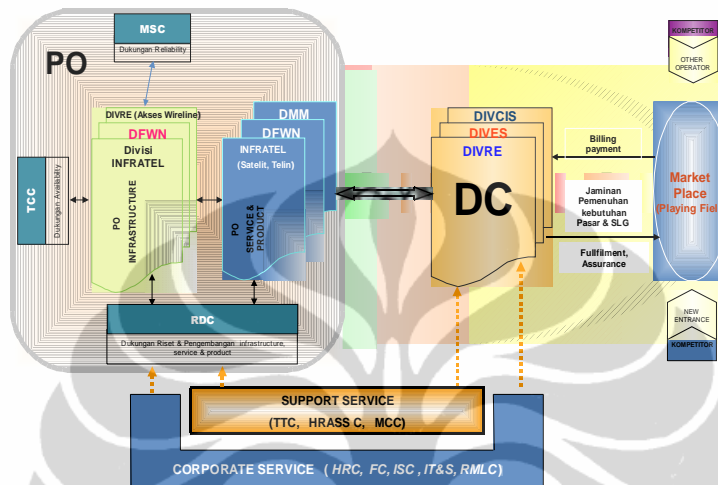 MSC
Dukungan Reliability
PO
KOMPETITOR
OTHER
OPERATOR
DIVRE (Akses Wireline)
DFWN
Divisi
INFRATEL
PO
INFRASTRUCTURE
DMM
DFWN
INFRATEL
(Satelit, Telin)
PO
SERVICE &
PRODUCT
TCC
Dukungan Availability
DIVCIS
DIVES
DIVRE
DC
Billing
payment
Jaminan
Pemenuhan
kebutuhan
Pasar & SLG
Fullfilment,
Assurance
Market
Place
(Playing Fiel
NEW
ENTRANCE
KOMPETITOR
RDC
Dukungan Riset & Pengembangan infrastructure,
service & product
SUPPORT SERVICE
(TTC, HRASS C, MCC)
CORPORATE SERVICE ( HRC, FC, ISC , IT&S, RMLC)